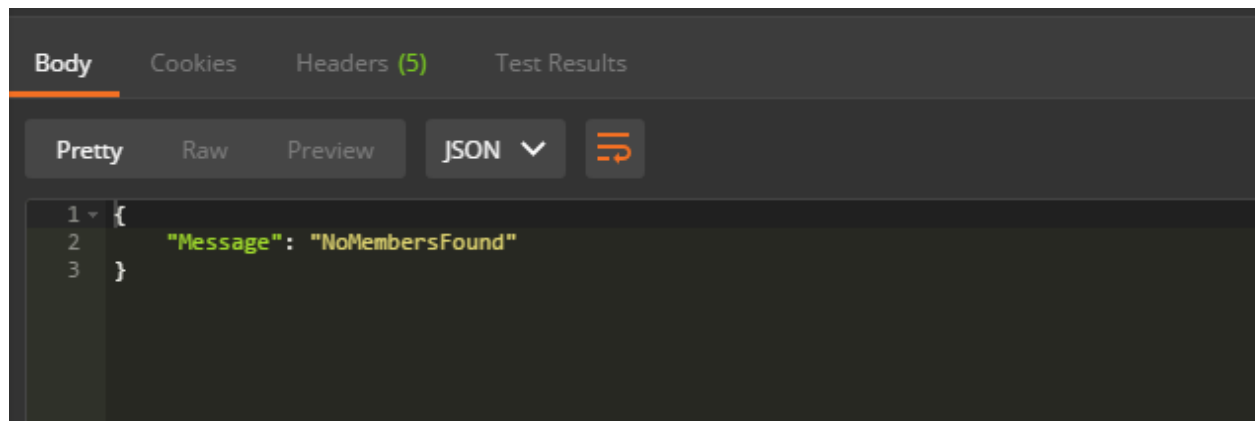 Body Cookies Headers (5) Test Results
Pretty Raw Preview JSON
1 {
2 "Message": "NoMembersFound"
3 }